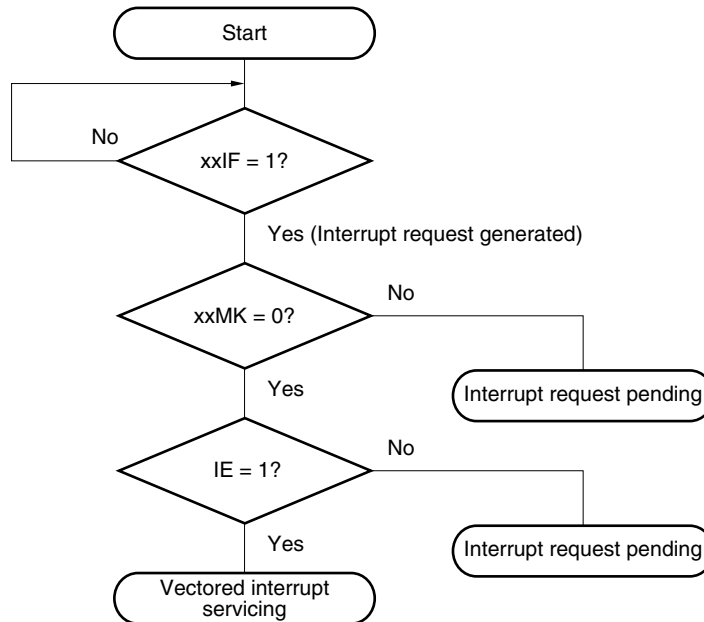 Start
No
xxIF = 1?
Yes (Interrupt request generated)
No
xxMK = 0?
Interrupt request pending
Yes
No
IE = 1?
Interrupt request pending
Yes
Vectored interrupt
servicing